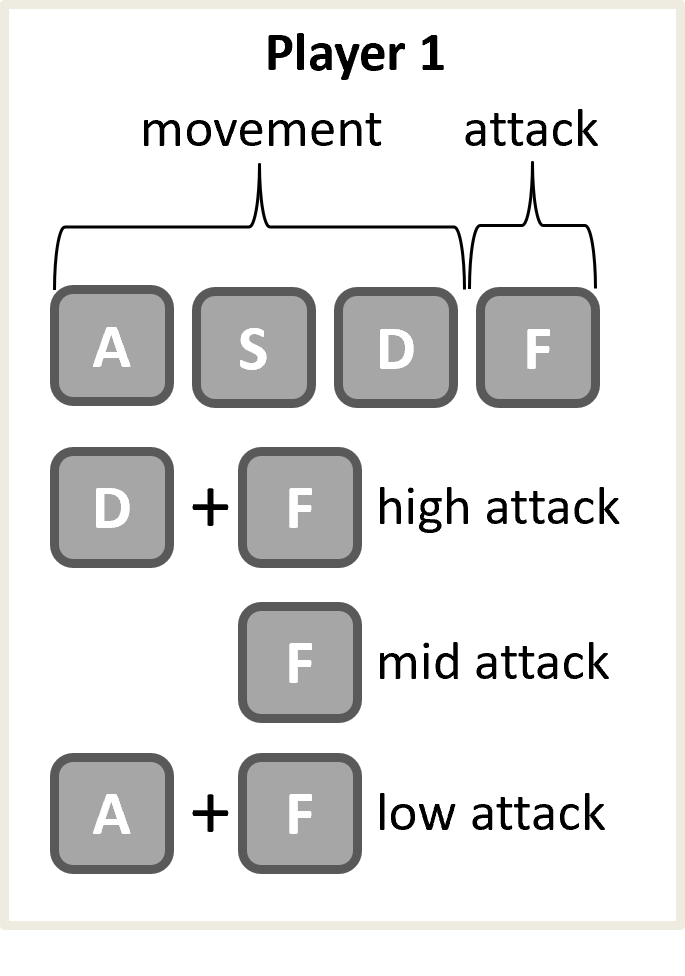 Player 1
movement attack
A S D F
D + F high attack
F mid attack
A + F low attack